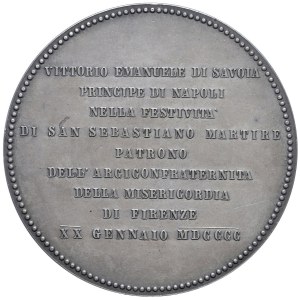 VITTORIO EMANUELE DI SAVOIA
PRINCIPE DI NAPOLI
NELLA FESTIVITA'
DI SAN SEBASTIANO MARTIRE
PATRONO
DELL'ARCICONFRATERNITA
DELLA MISERICORDIA
DI FIRENZE
XX GENNAIO MDCCCC